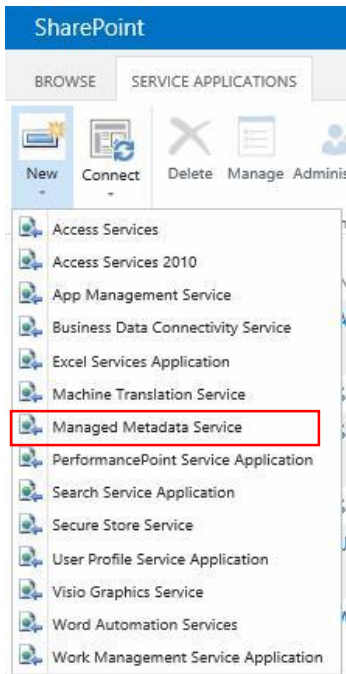 SharePoint
BROWSE SERVICE APPLICATIONS
New Connect Delete Manage
Access Services
Access Services 2010
App Management Service
Business Data Connectivity Service
Excel Services Application
Machine Translation Service
Managed Metadata Service
PerformancePoint Service Application
Search Service Application
Secure Store Service
User Profile Service Application
Visio Graphics Service
Word Automation Services
Work Management Service Application